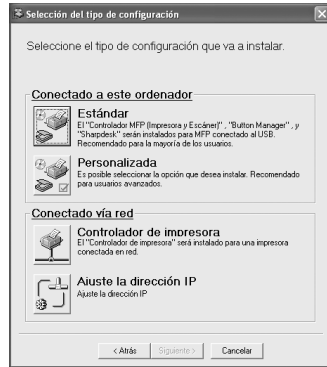 Selección del tipo de configuración
Seleccione el tipo de configuración que va a instalar.
Conectado a este ordenador
Estándar
El "Controlador MFP (Impresora y Escáner)" , "Button Manager" , y
"Sharpdesk" serán instalados para MFP conectado al USB.
Recomendado para la mayoría de los usuarios.
Personalizada
Es posible seleccionar la opción que desea instalar. Recomendado
para usuarios avanzados.
Conectado vía red
Controlador de impresora
El "Controlador de impresora" será instalado para una impresora
conectada en red.
Ajuste la dirección IP
Ajuste la dirección IP
< Atrás
Siguiente >
Cancelar